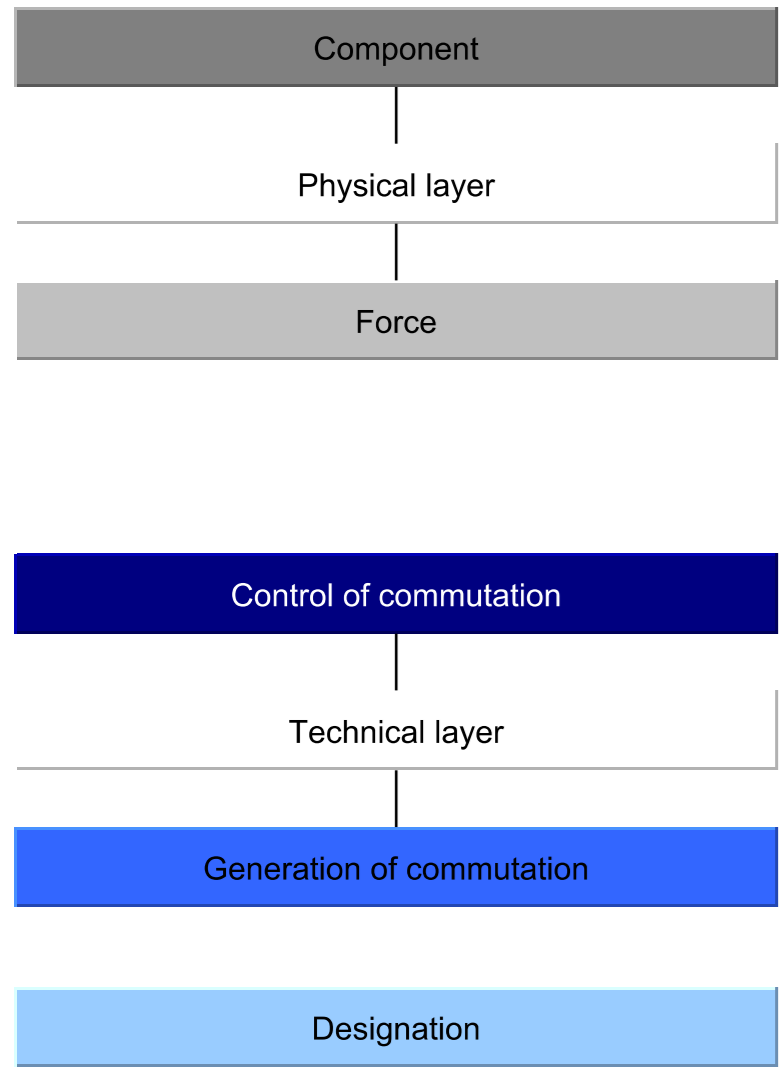 Component
Physical layer
Force
Control of commutation
Technical layer
Generation of commutation
Designation